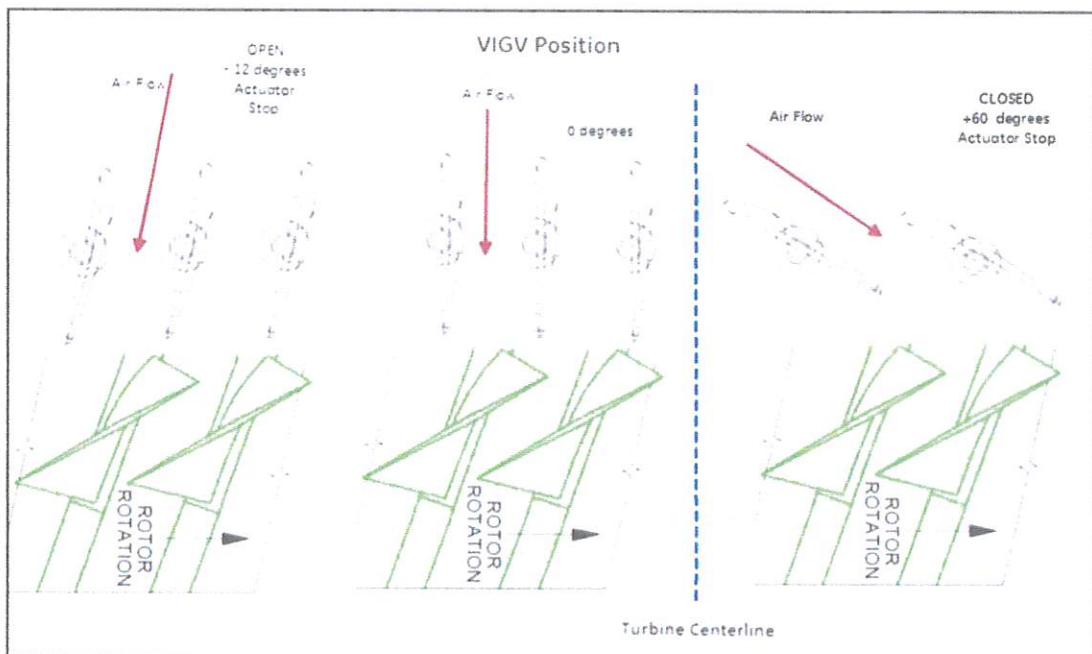 VIGV Position
OPEN
- 12 degrees
Actuator
Stop
Air Flow
Air Flow
0 degrees
Air Flow
CLOSED
+60 degrees
Actuator Stop
ROTOR
ROTATION
ROTOR
ROTATION
ROTOR
ROTATION
Turbine Centerline